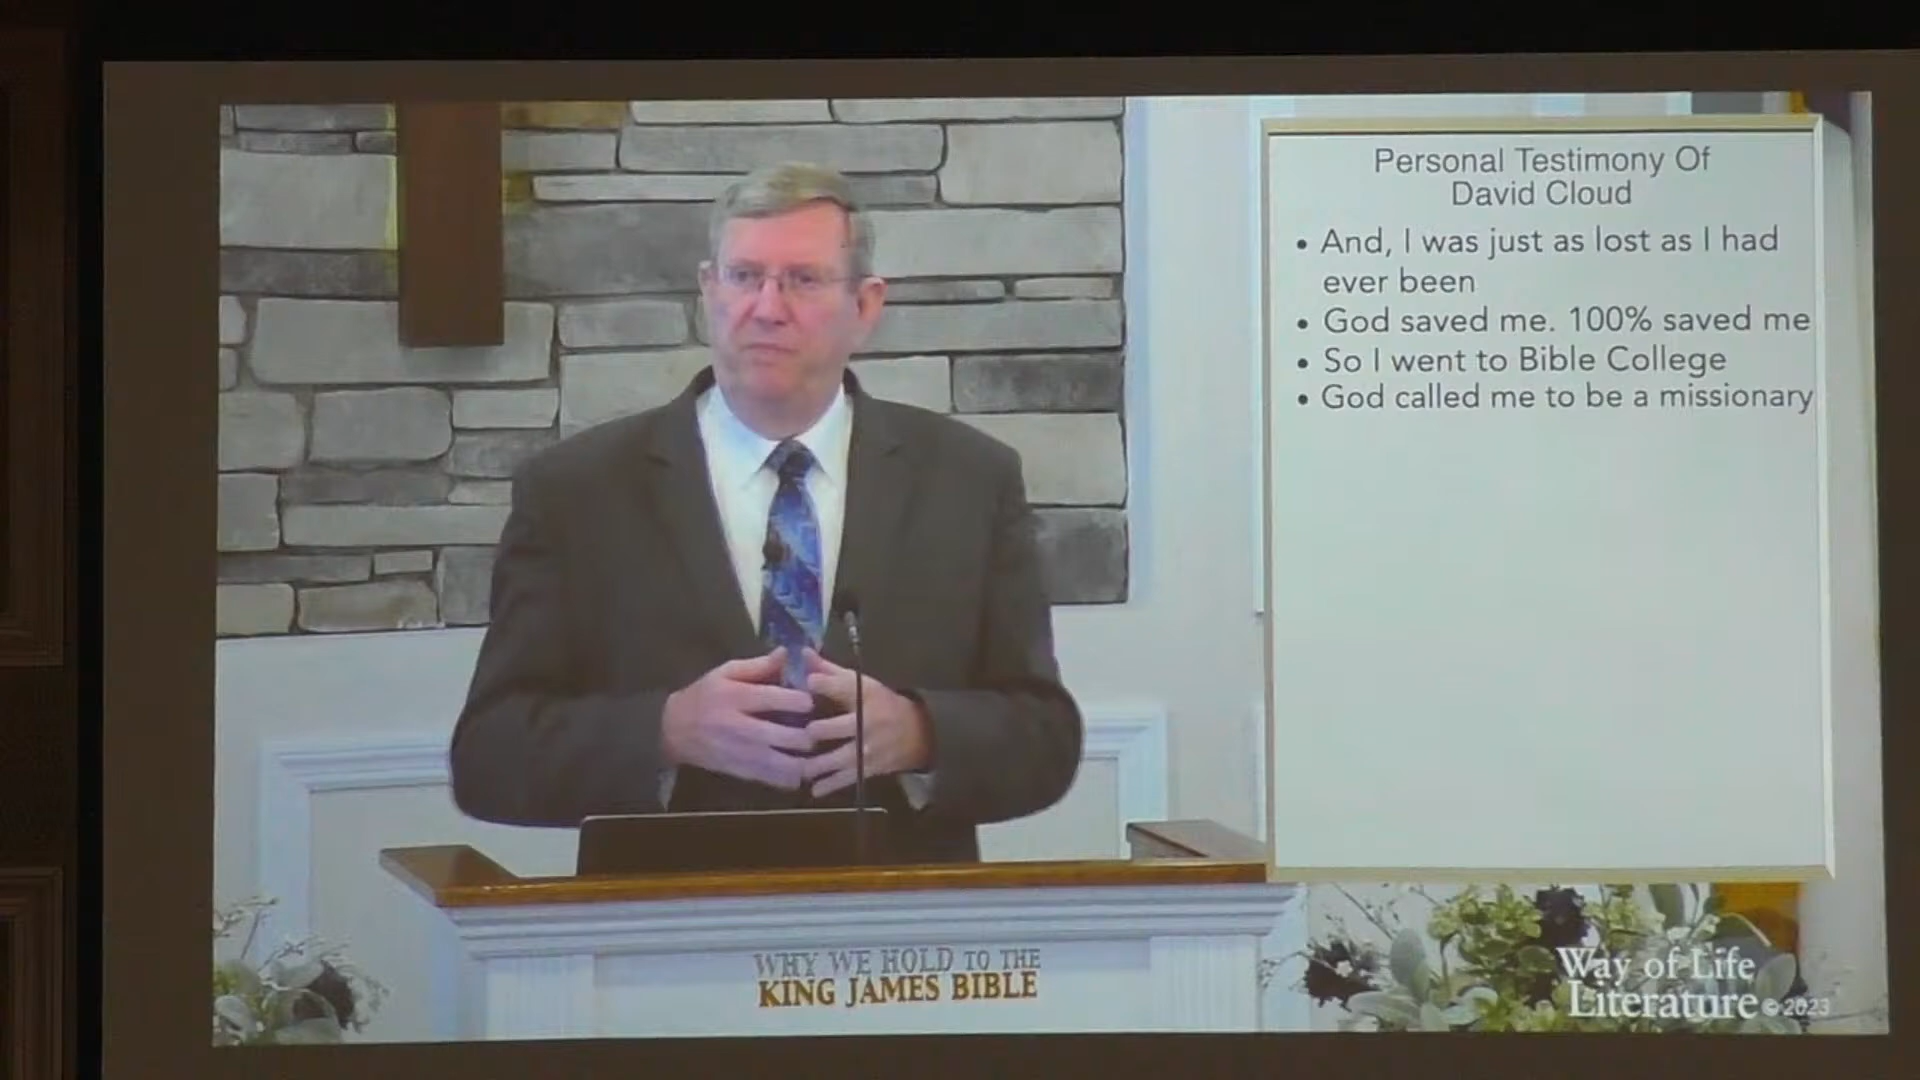 Personal Testimony Of
David Cloud
• And, I was just as lost as I had
ever been
• God saved me. 100% saved me
• So I went to Bible College
• God called me to be a missionary
WHY WE HOLD TO THE
KING JAMES BIBLE
Way of Life
Literature © 2023